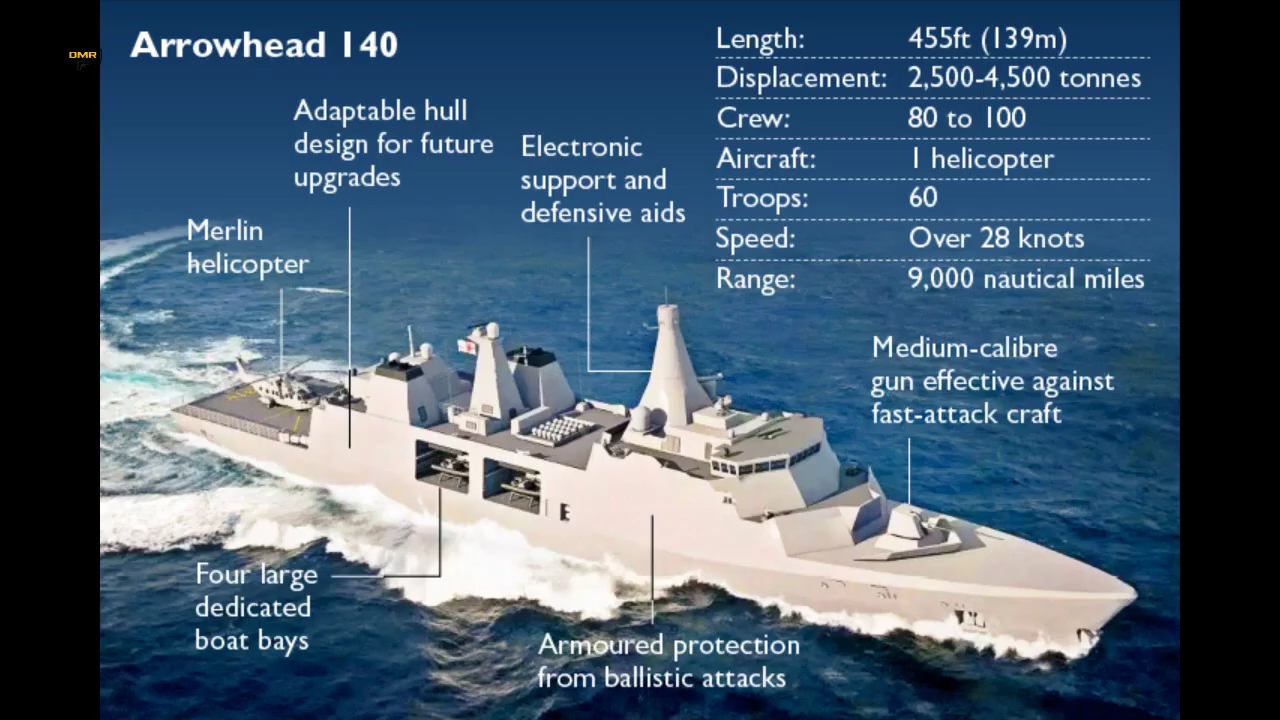 DMR
Arrowhead 140
Length: 455ft (139m)
Displacement: 2,500-4,500 tonnes
Crew: 80 to 100
Aircraft: 1 helicopter
Troops: 60
Speed: Over 28 knots
Range: 9,000 nautical miles
Adaptable hull
design for future
upgrades
Electronic
support and
defensive aids
Merlin
helicopter
Medium-calibre
gun effective against
fast-attack craft
Four large
dedicated
boat bays
Armoured protection
from ballistic attacks